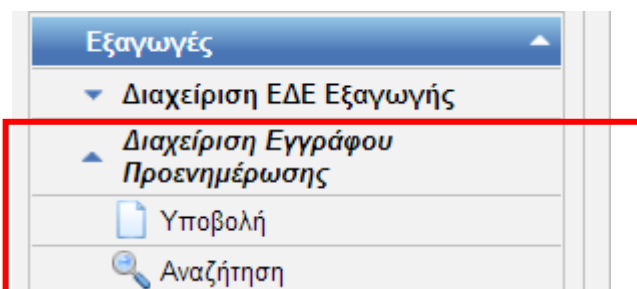 Εξαγωγές
Διαχείριση ΕΔΕ Εξαγωγής
Διαχείριση Εγγράφου
Προενημέρωσης
Υποβολή
Αναζήτηση